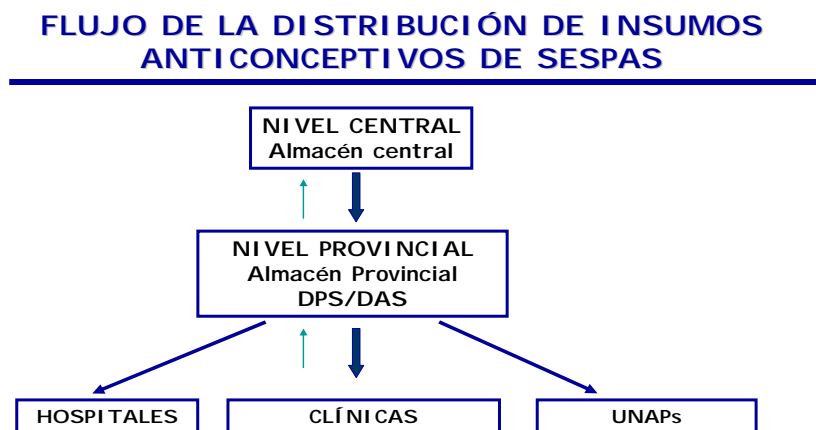 FLUJO DE LA DISTRIBUCIÓN DE INSUMOS
ANTICONCEPTIVOS DE SESPAS
NIVEL CENTRAL
Almacén central
NIVEL PROVINCIAL
Almacén Provincial
DPS/DAS
HOSPITALES
CLÍNICAS
UNAPs